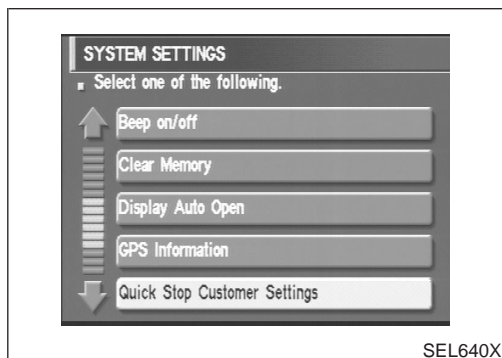 SYSTEM SETTINGS
Select one of the following.
Beep on/off
Clear Memory
Display Auto Open
GPS Information
Quick Stop Customer Settings
SEL640X